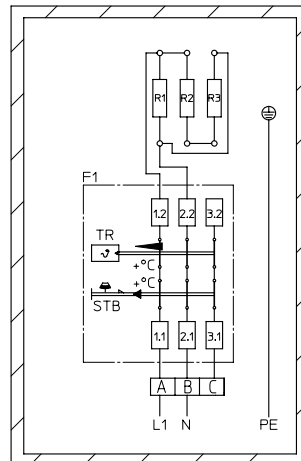 R1 R2 R3
F1
1.2 2.2 3.2
TR
ϑ
+°C
+°C
STB
1.1 2.1 3.1
A B C
L1 N PE